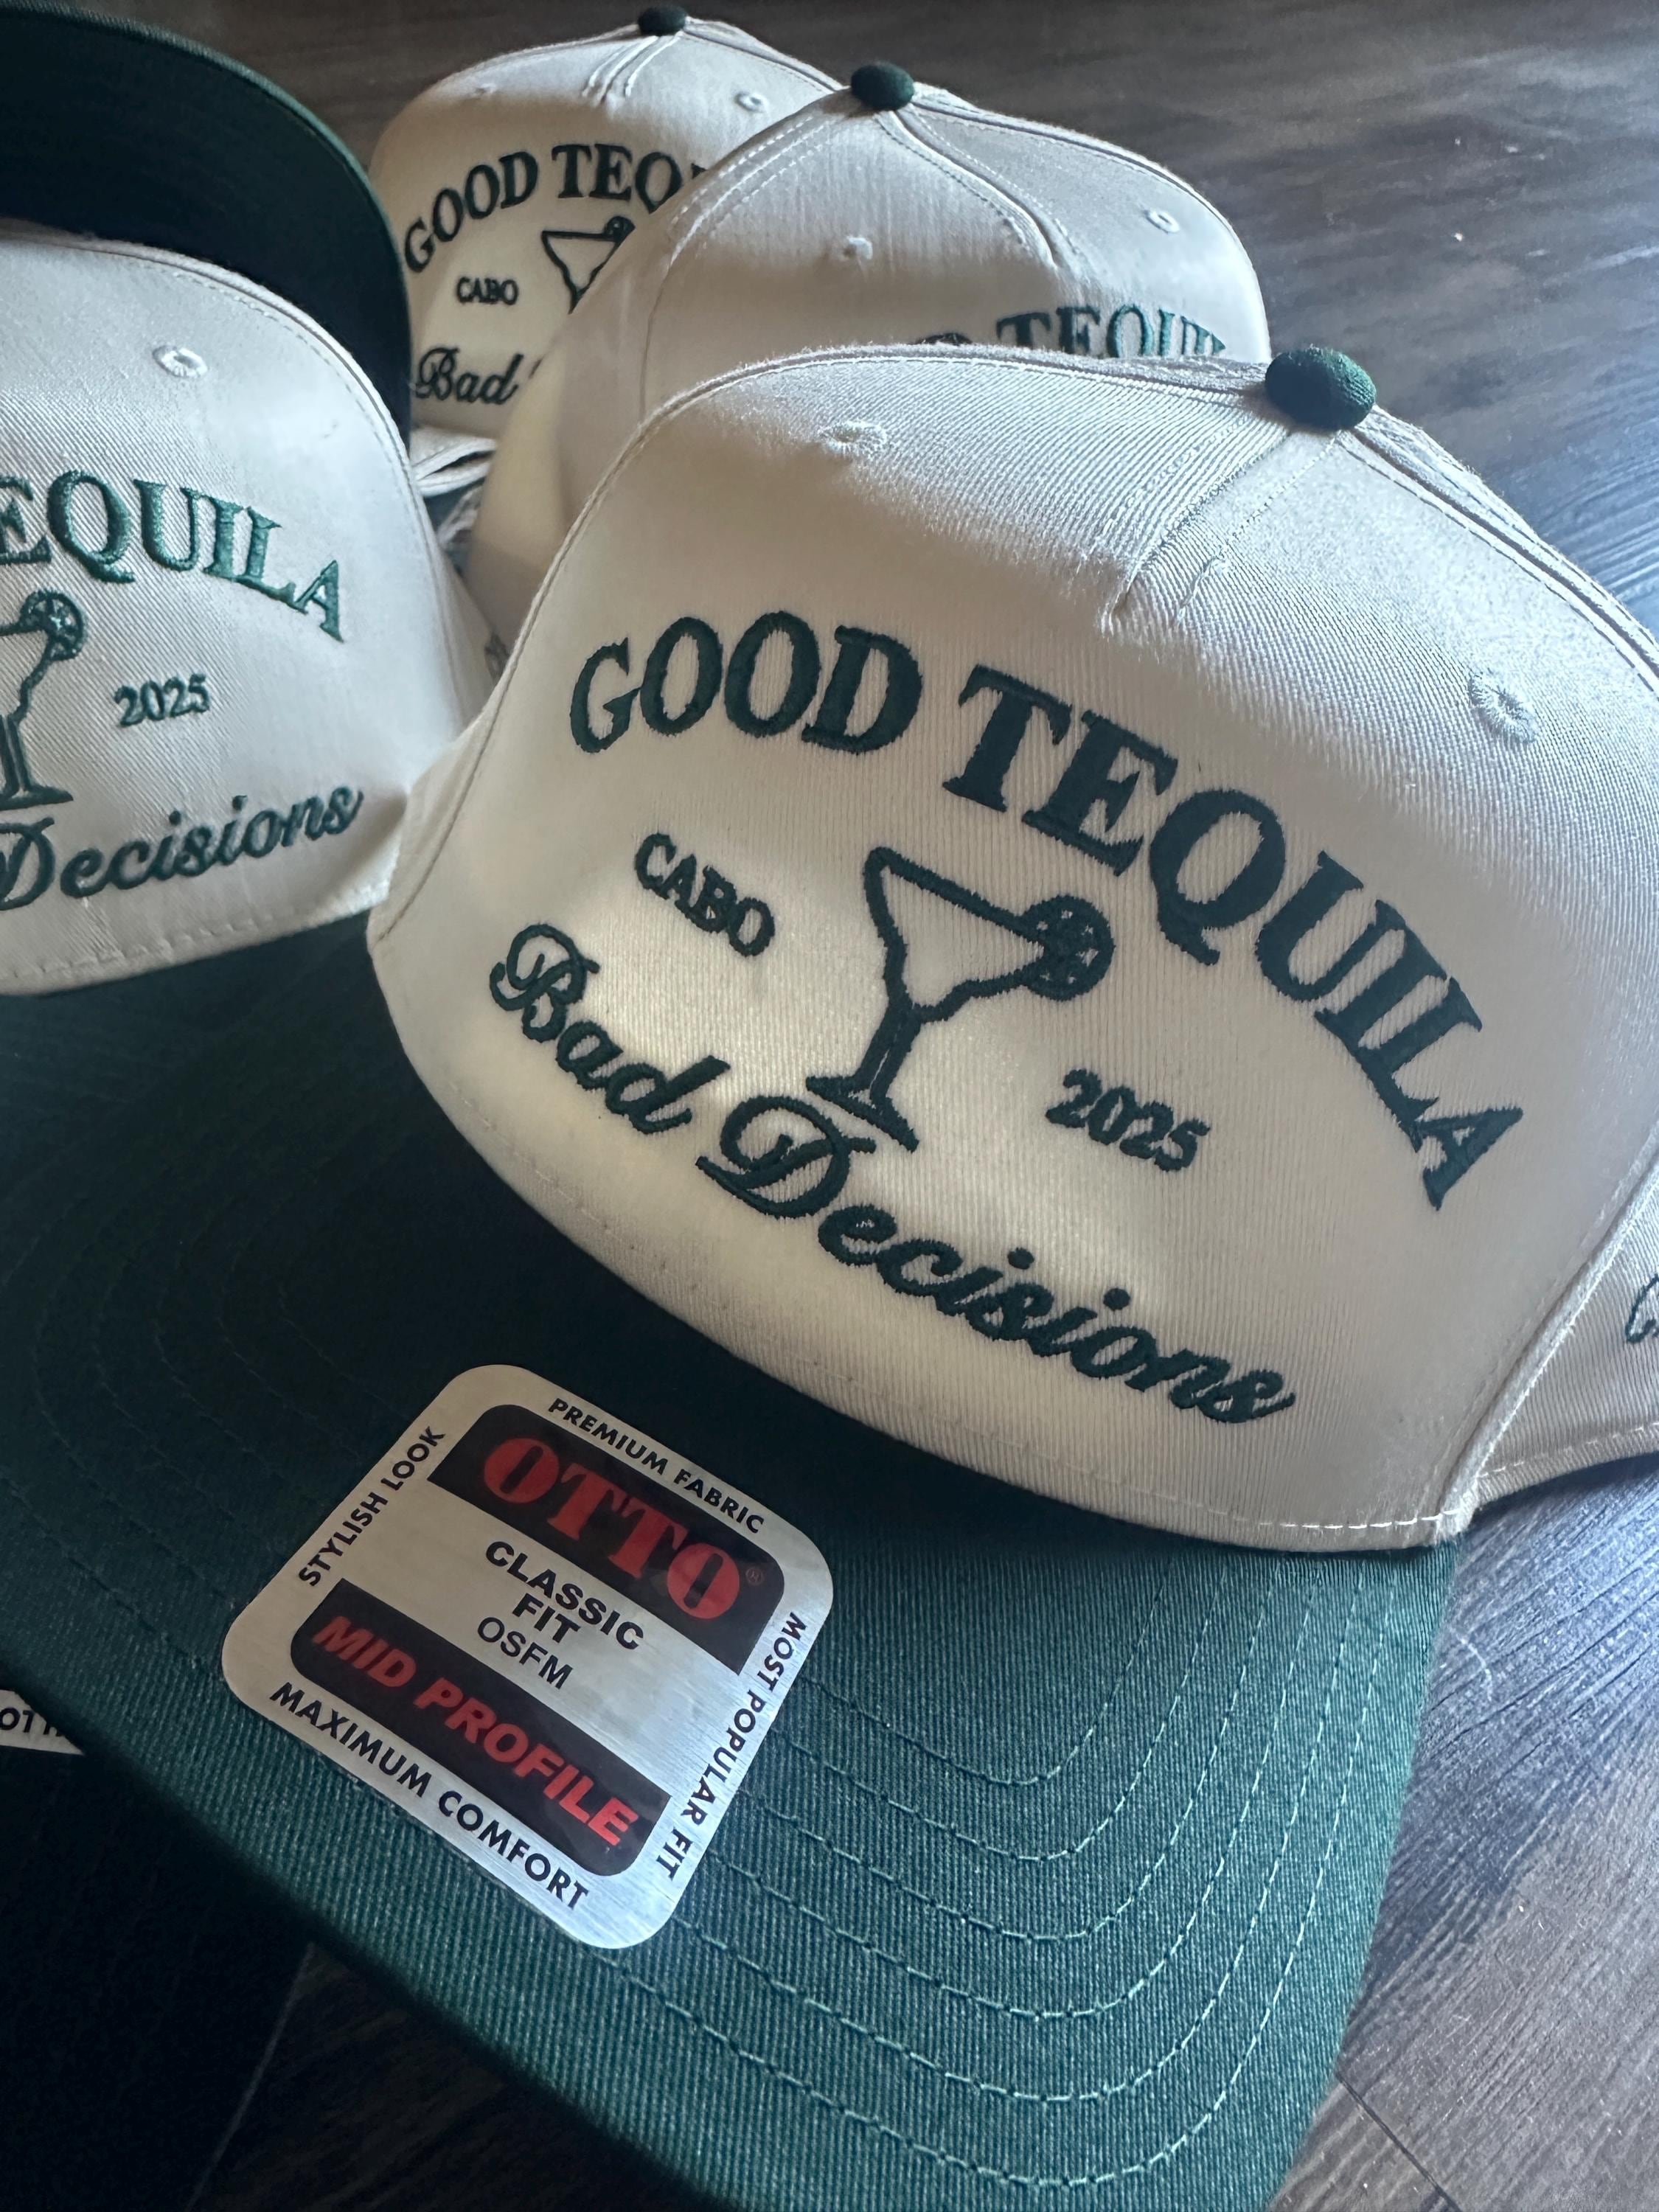 GOOD TEQUILA
CABO
2025
Bad Decisions
PREMIUM FABRIC
STYLISH LOOK
OTTO®
CLASSIC
FIT
OSFM
MID PROFILE
MOST POPULAR FIT
MAXIMUM COMFORT
TEQUILA
2025
Decisions
GOOD
CABO
Bad